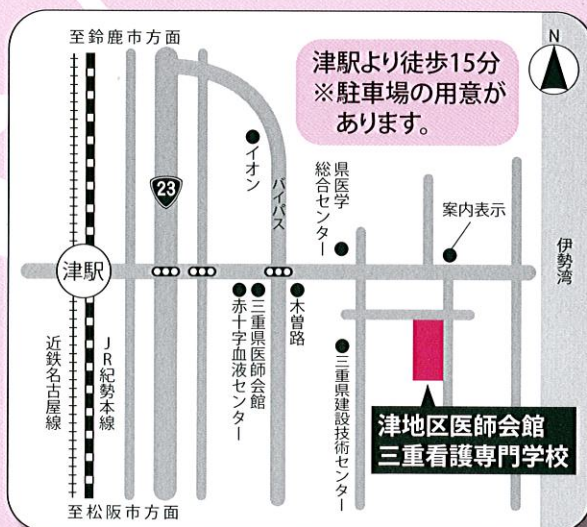 至鈴鹿市方面
津駅より徒歩15分
※駐車場の用意が
あります。
N
イオン
23
バイパス
県医学
総合センター
案内表示
伊勢湾
津駅
木曽路
三重県医師会館
赤十字血液センター
三重県建設技術センター
JR紀勢本線
近鉄名古屋線
津地区医師会館
三重看護専門学校
至松阪市方面